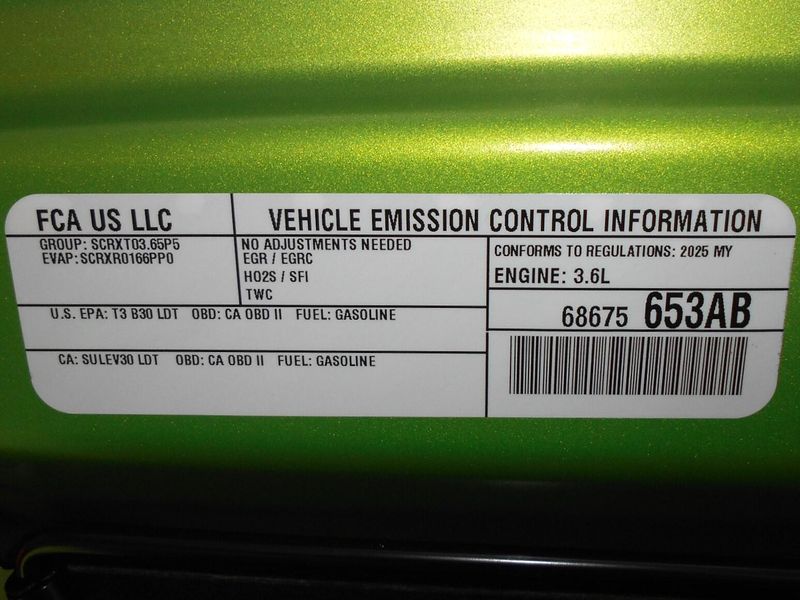 FCA US LLC
VEHICLE EMISSION CONTROL INFORMATION
GROUP: SCRXT03.65P5
EVAP: SCRXR0166PP0
NO ADJUSTMENTS NEEDED
EGR / EGRC
HO2S / SFI
TWC
CONFORMS TO REGULATIONS: 2025 MY
ENGINE: 3.6L
U.S. EPA: T3 B30 LDT OBD: CA OBD II FUEL: GASOLINE
68675 653AB
CA: SULEV30 LDT OBD: CA OBD II FUEL: GASOLINE